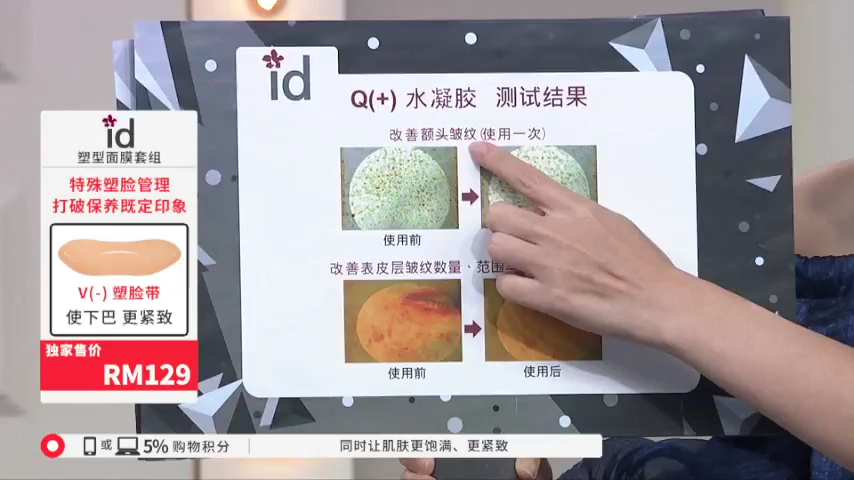 id
Q(+) 水凝胶 测试结果
改善额头皱纹(使用一次)
使用前
改善表皮层皱纹数量、范围
使用前
使用后
id
塑型面膜套组
特殊塑脸管理
打破保养既定印象
V(-) 塑脸带
使下巴 更紧致
独家售价
RM129
或 5% 购物积分
同时让肌肤更饱满、更紧致